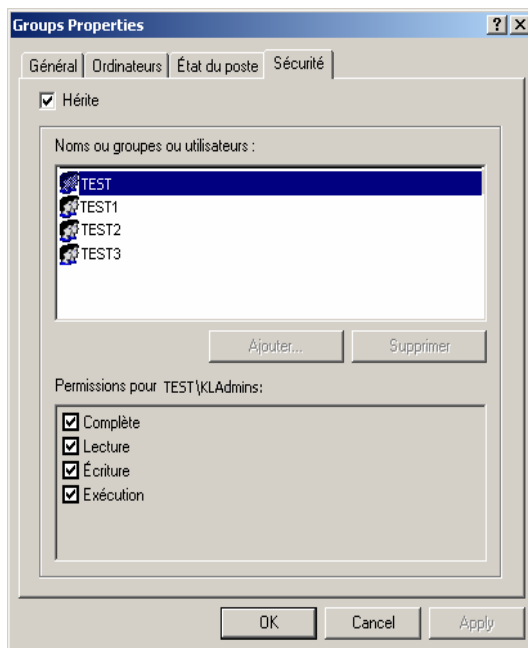 Groups Properties
Général Ordinateurs État du poste Sécurité
Hérite
Noms ou groupes ou utilisateurs :
TEST
TEST1
TEST2
TEST3
Ajouter... Supprimer
Permissions pour TEST\KLAdmins:
Complète
Lecture
Écriture
Exécution
OK Cancel Apply